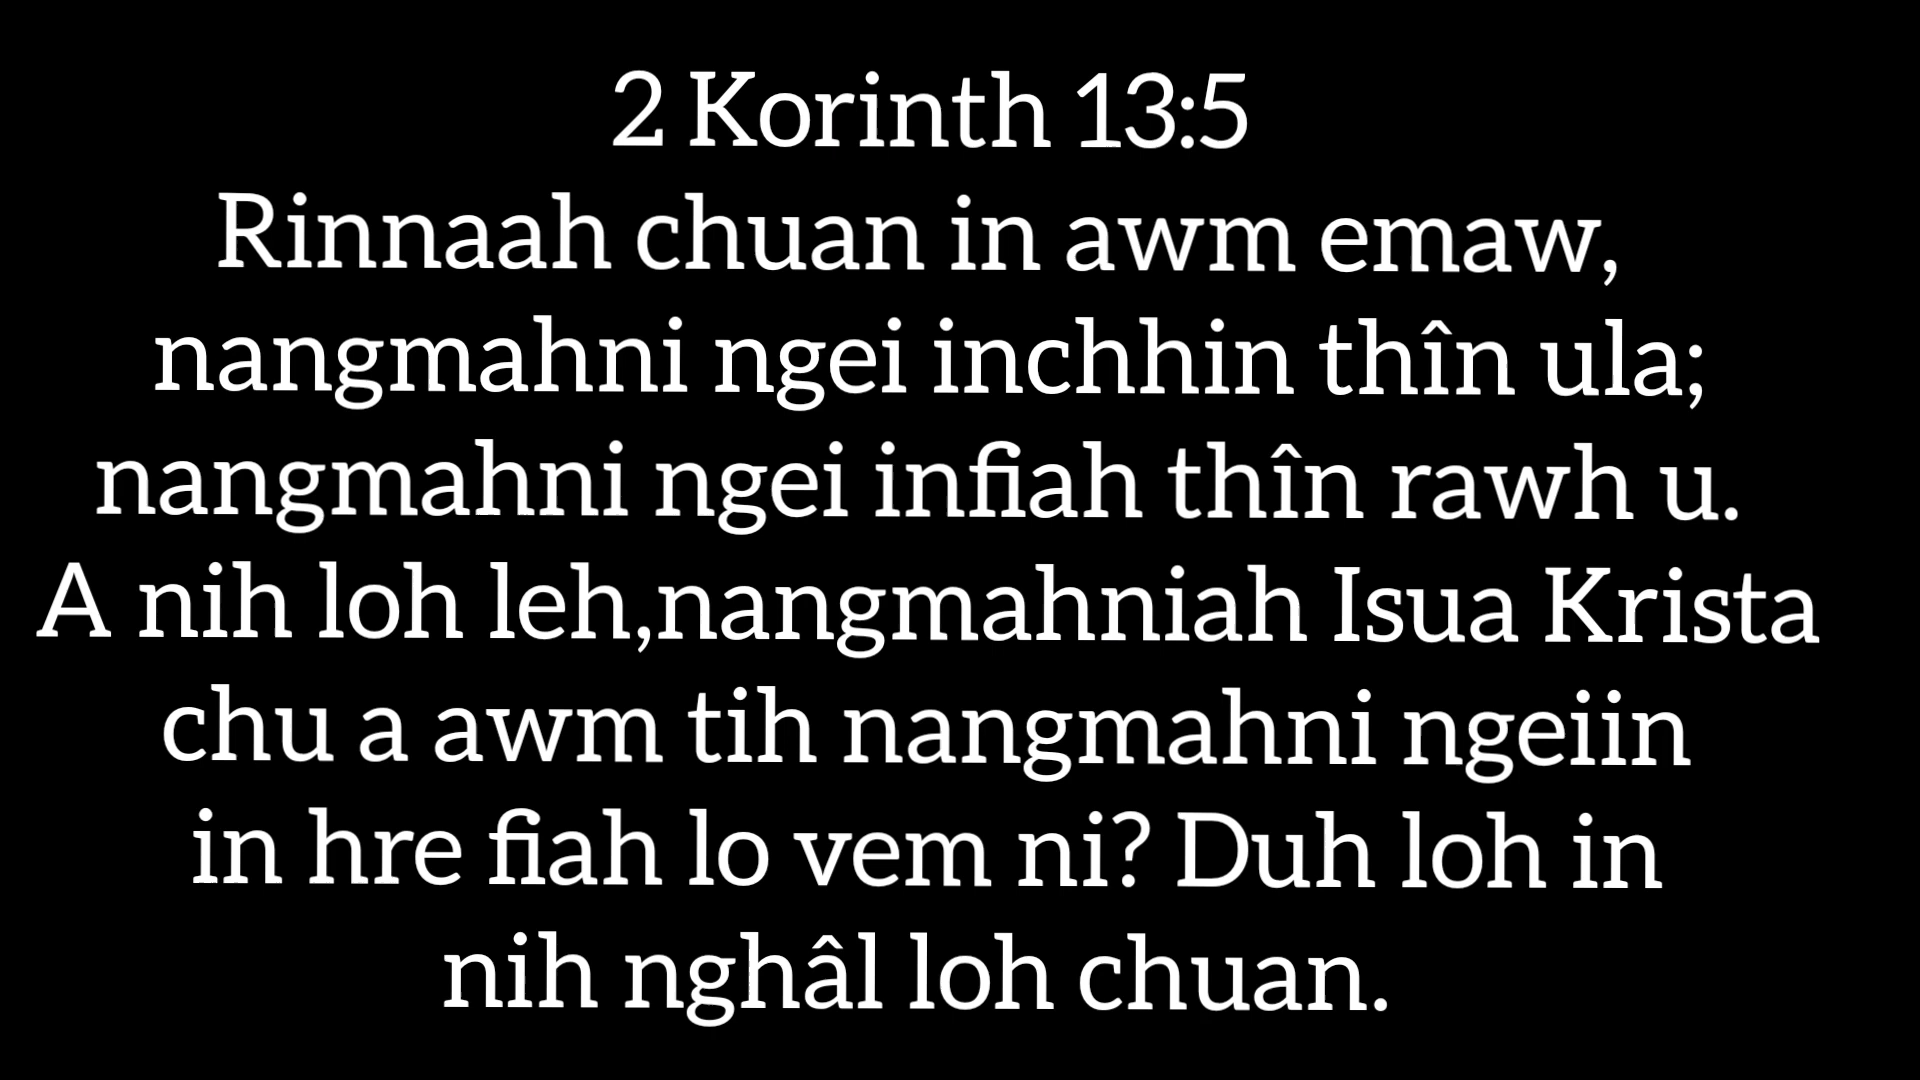 2 Korinth 13:5
Rinnaah chuan in awm emaw,
nangmahni ngei inchhin thîn ula;
nangmahni ngei infiah thîn rawh u.
A nih loh leh,nangmahniah Isua Krista
chu a awm tih nangmahni ngeiin
in hre fiah lo vem ni? Duh loh in
nih nghâl loh chuan.